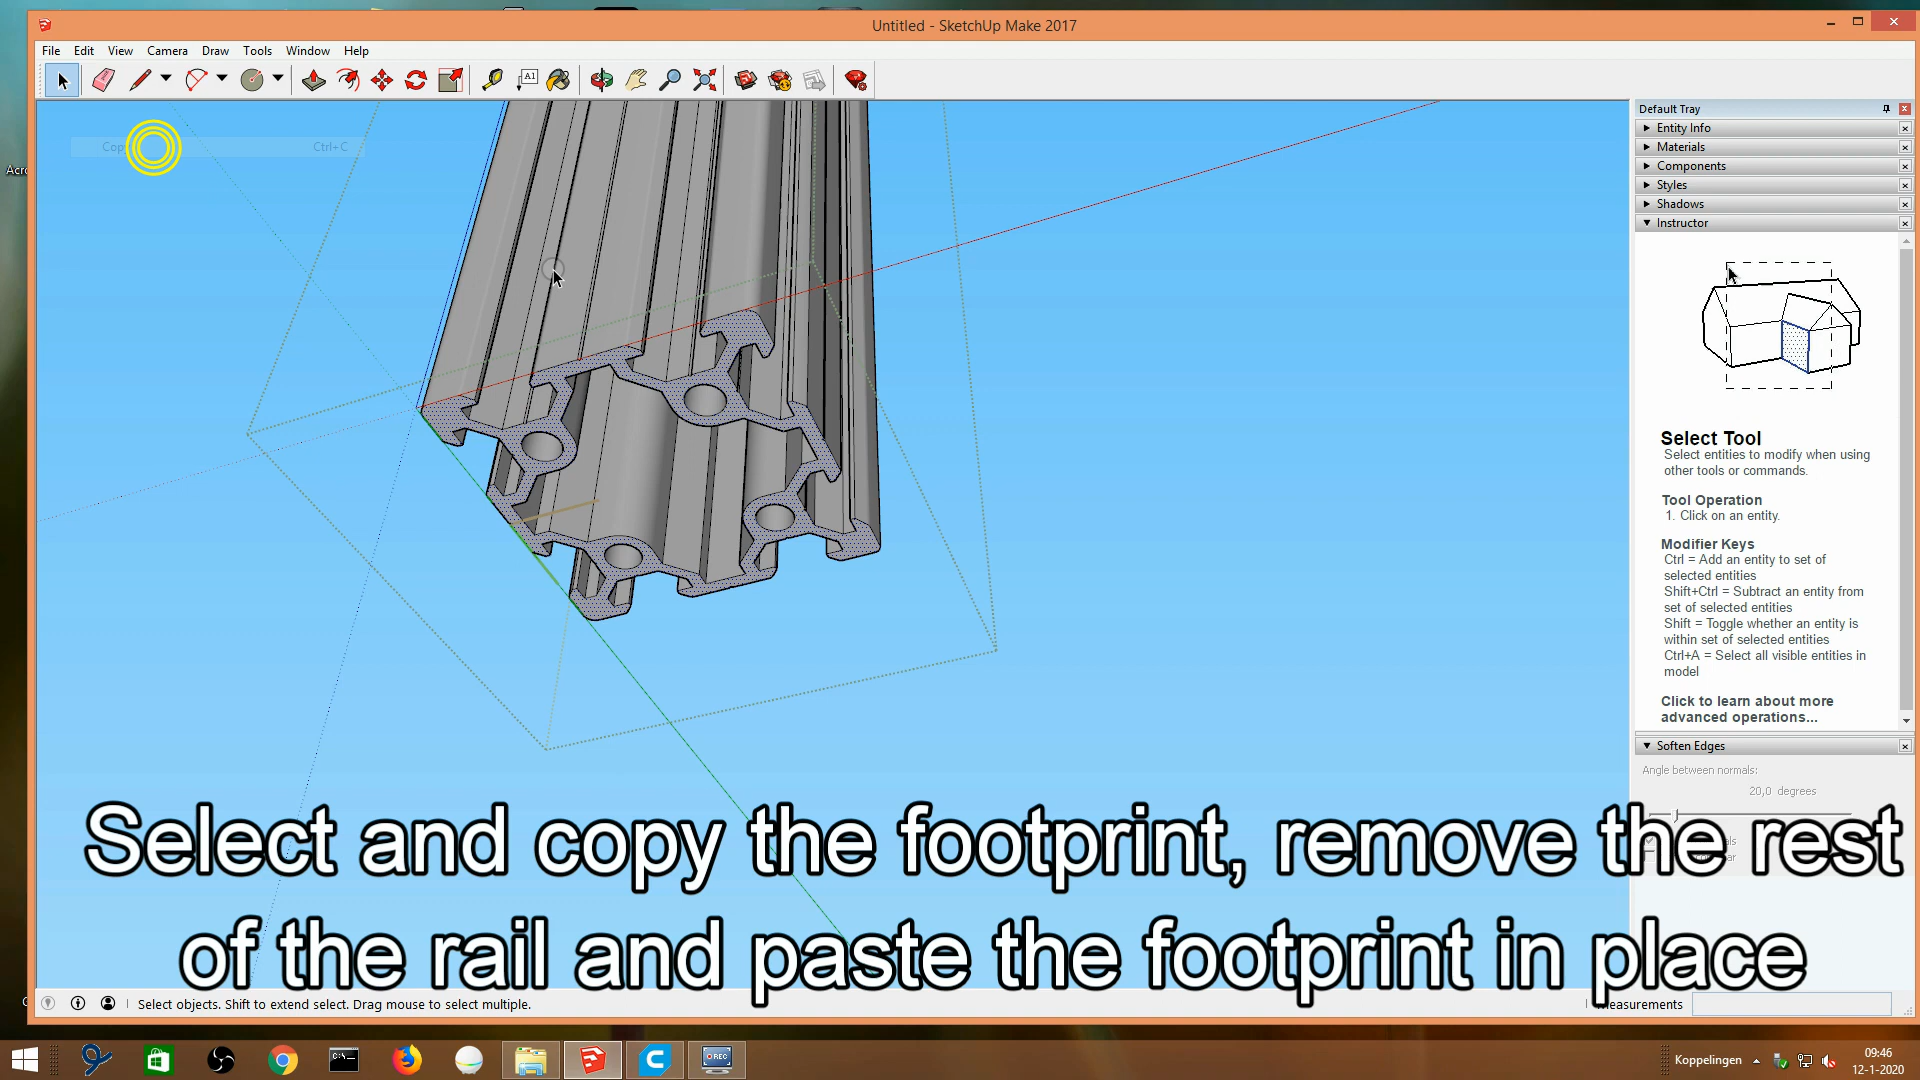 Untitled - SketchUp Make 2017
File Edit View Camera Draw Tools Window Help
A1
Default Tray
Entity Info
Materials
Components
Styles
Shadows
Instructor
Ctrl+C
Select Tool
Select entities to modify when using
other tools or commands.
Tool Operation
1. Click on an entity.
Modifier Keys
Ctrl = Add an entity to set of
selected entities
Shift+Ctrl = Subtract an entity from
set of selected entities
Shift = Toggle whether an entity is
within set of selected entities
Ctrl+A = Select all visible entities in
model
Click to learn about more
advanced operations...
Soften Edges
Angle between normals:
20,0 degrees
Select and copy the footprint, remove the rest
of the rail and paste the footprint in place
Select objects. Shift to extend select. Drag mouse to select multiple.
Measurements
REC
Koppelingen
09:46
12-1-2020